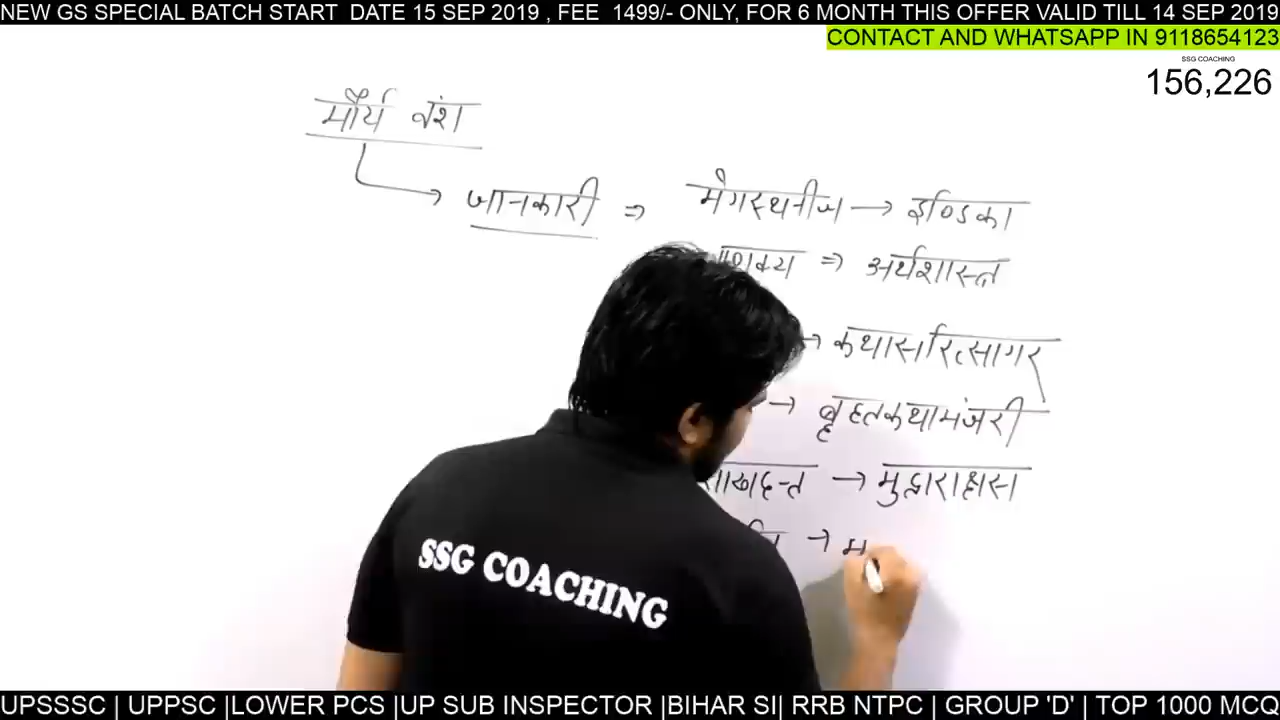 NEW GS SPECIAL BATCH START DATE 15 SEP 2019 , FEE 1499/- ONLY, FOR 6 MONTH THIS OFFER VALID TILL 14 SEP 2019
CONTACT AND WHATSAPP IN 9118654123
SSG COACHING
156,226
मौर्य वंश
→ जानकारी ⇒ मेगस्थनीज → इण्डिका
⇒ अर्थशास्त्र
→ कथासरित्सागर
→ बृहतकथामंजरी
→ मुद्राराक्षस
→ म
SSG COACHING
UPSSSC | UPPSC |LOWER PCS |UP SUB INSPECTOR |BIHAR SI| RRB NTPC | GROUP 'D' | TOP 1000 MCQ